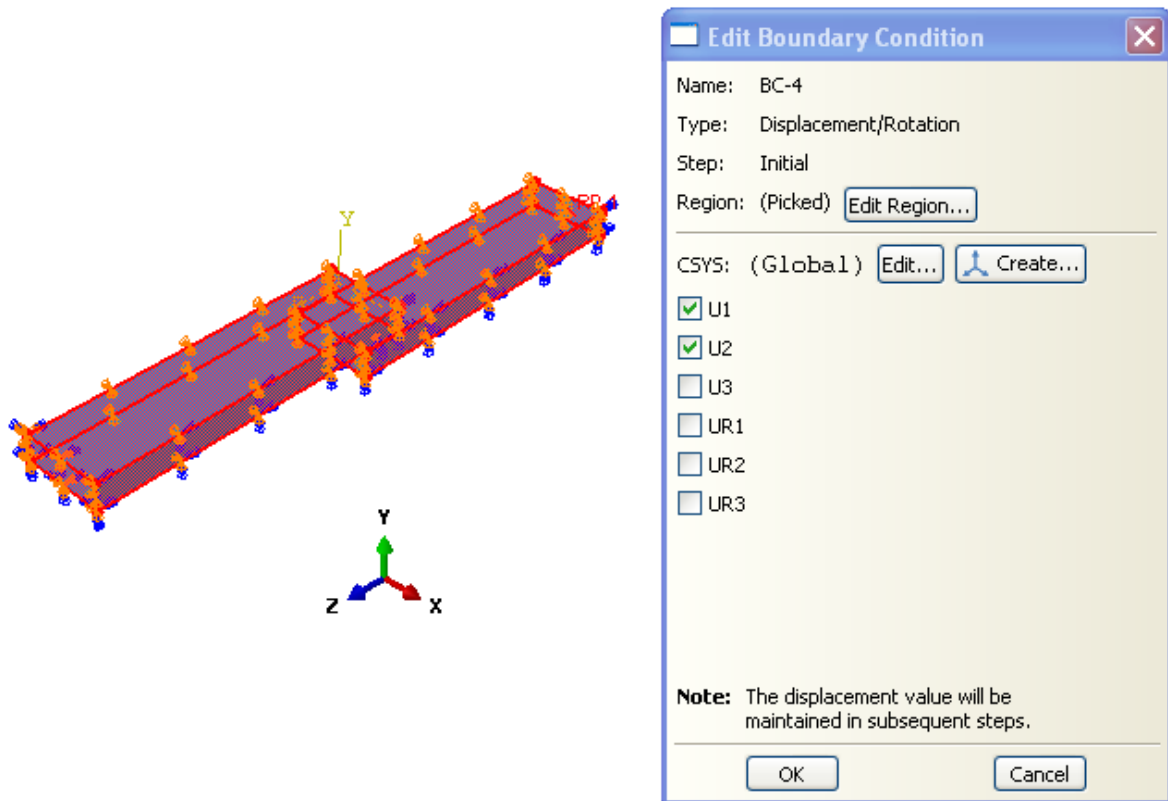 Edit Boundary Condition
Name: BC-4
Type: Displacement/Rotation
Step: Initial
Region: (Picked) Edit Region...
CSYS: (Global) Edit... Create...
U1
U2
U3
UR1
UR2
UR3
Note: The displacement value will be
maintained in subsequent steps.
OK Cancel
Y
Y
Z X